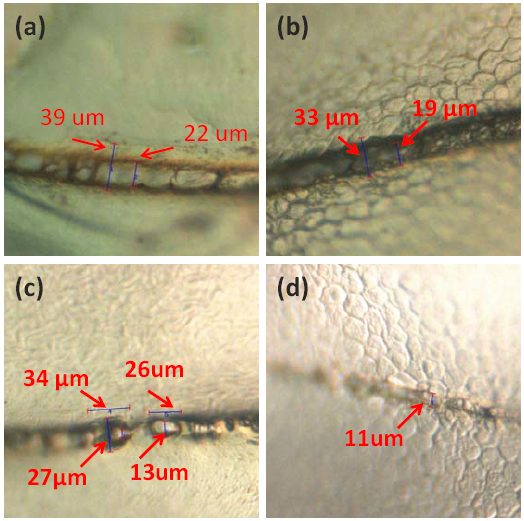 (a)
39 um
22 um
(b)
33 µm
19 µm
(c)
34 µm
26um
27µm
13um
(d)
11um